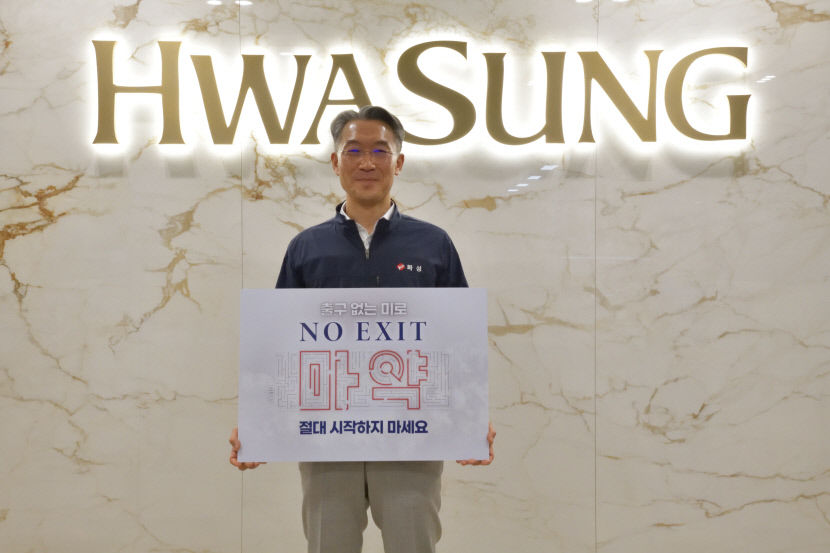 HWASUNG
화성
출구 없는 미로
NO EXIT
마약
절대 시작하지 마세요